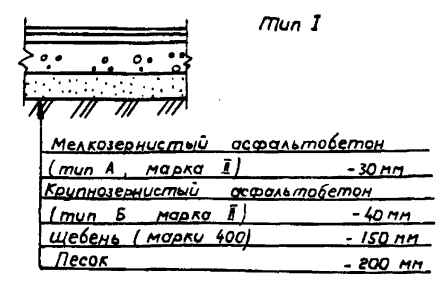 Тип I
Мелкозернистый асфальтобетон
(тип А, марка II) -30 мм
Крупнозернистый асфальтобетон
(тип Б марка II) -40 мм
Щебень (марки 400) -150 мм
Песок -200 мм